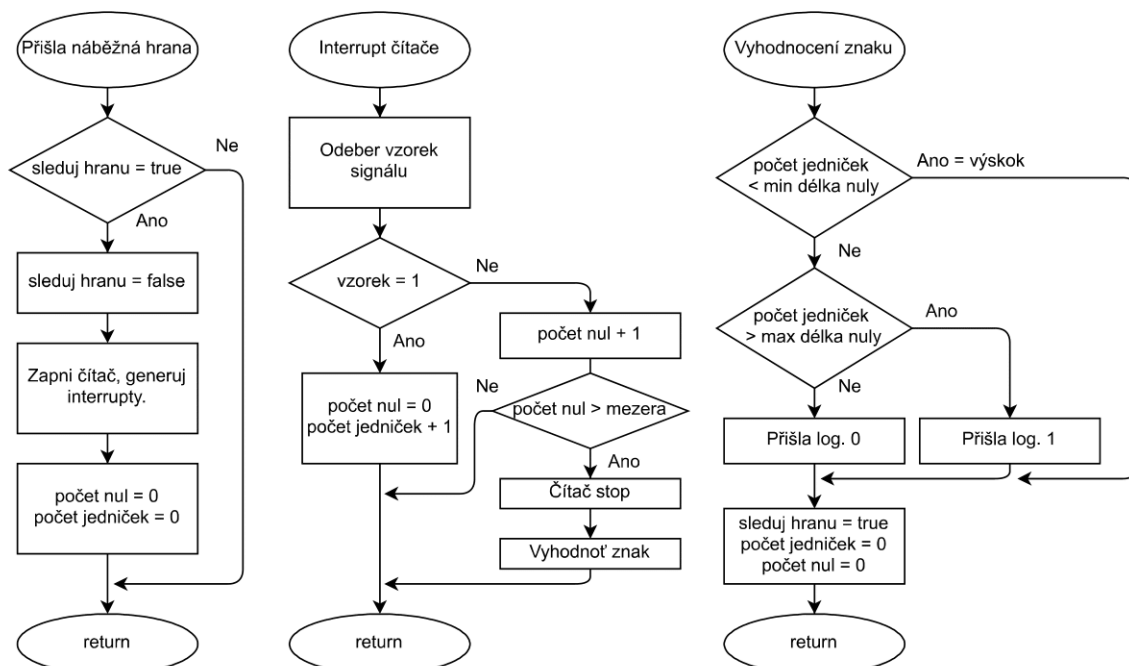 Přišla náběžná hrana
sleduj hranu = true
Ne
Ano
sleduj hranu = false
Zapni čítač, generuj
interrupty.
počet nul = 0
počet jedniček = 0
return
Interrupt čítače
Odeber vzorek
signálu
vzorek = 1
Ne
Ano
počet nul + 1
počet nul = 0
počet jedniček + 1
Ne
počet nul > mezera
Ano
Čítač stop
Vyhodnoť znak
return
Vyhodnocení znaku
počet jedniček
< min délka nuly
Ano = výskok
Ne
počet jedniček
> max délka nuly
Ano
Ne
Přišla log. 0
Přišla log. 1
sleduj hranu = true
počet jedniček = 0
počet nul = 0
return